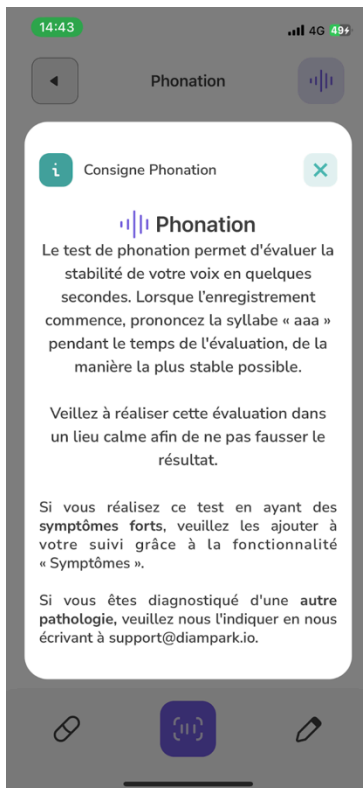 14:43
4G 49
Phonation
Consigne Phonation
Phonation
Le test de phonation permet d'évaluer la
stabilité de votre voix en quelques
secondes. Lorsque l’enregistrement
commence, prononcez la syllabe « aaa »
pendant le temps de l'évaluation, de la
manière la plus stable possible.
Veillez à réaliser cette évaluation dans
un lieu calme afin de ne pas fausser le
résultat.
Si vous réalisez ce test en ayant des
symptômes forts, veuillez les ajouter à
votre suivi grâce à la fonctionnalité
« Symptômes ».
Si vous êtes diagnostiqué d'une autre
pathologie, veuillez nous l'indiquer en nous
écrivant à support@diampark.io.